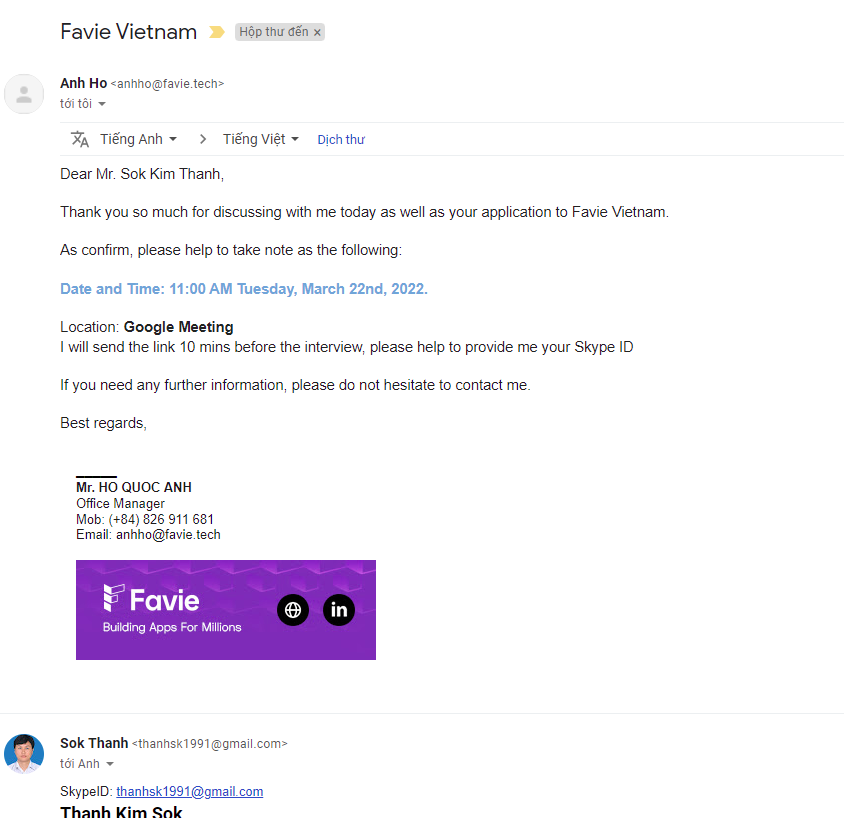 Favie Vietnam
Hộp thư đến ×
Anh Ho <anhho@favie.tech>
tới tôi
Tiếng Anh > Tiếng Việt Dịch thư
Dear Mr. Sok Kim Thanh,
Thank you so much for discussing with me today as well as your application to Favie Vietnam.
As confirm, please help to take note as the following:
Date and Time: 11:00 AM Tuesday, March 22nd, 2022.
Location: Google Meeting
I will send the link 10 mins before the interview, please help to provide me your Skype ID
If you need any further information, please do not hesitate to contact me.
Best regards,
Mr. HO QUOC ANH
Office Manager
Mob: (+84) 826 911 681
Email: anhho@favie.tech
Favie
Building Apps For Millions
in
Sok Thanh <thanhsk1991@gmail.com>
tới Anh
SkypeID: thanhsk1991@gmail.com
Thanh Kim Sok